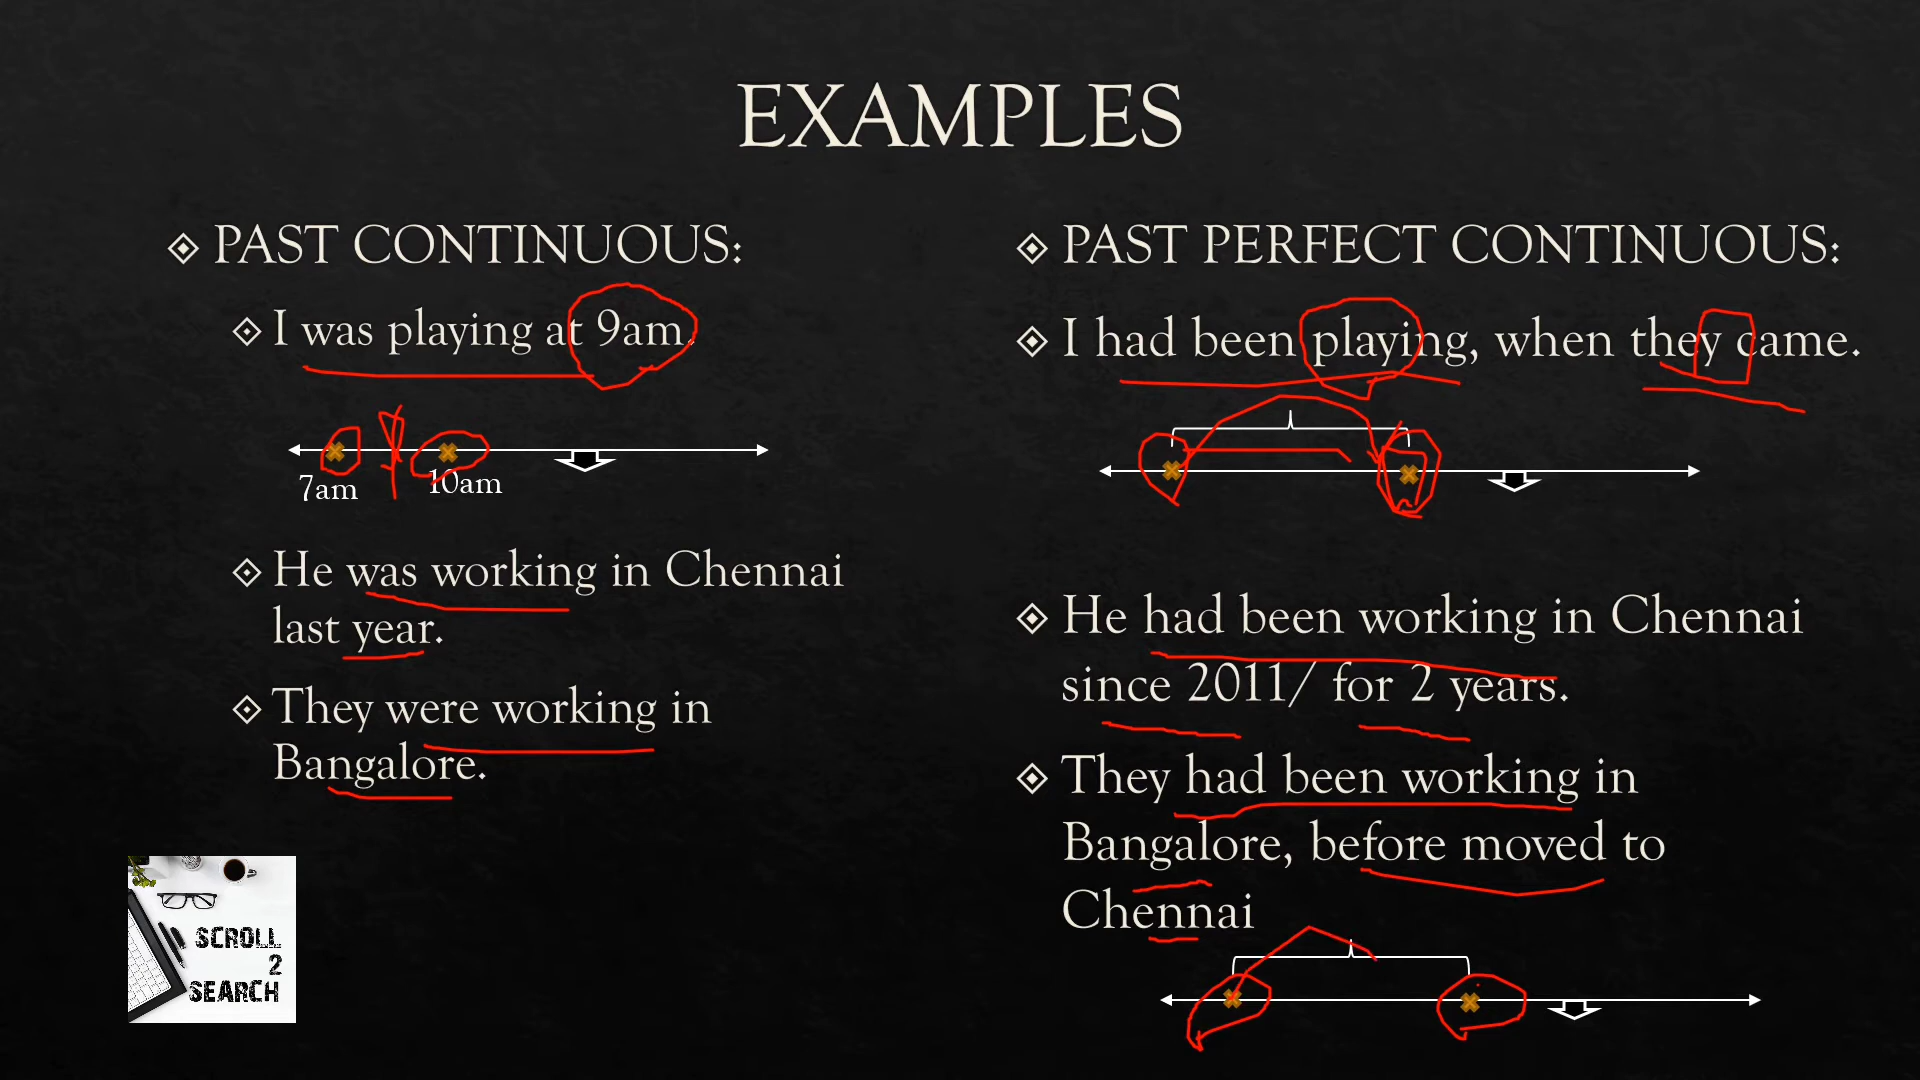 EXAMPLES
PAST CONTINUOUS:
I was playing at 9am.
7am
10am
He was working in Chennai
last year.
They were working in
Bangalore.
PAST PERFECT CONTINUOUS:
I had been playing, when they came.
He had been working in Chennai
since 2011/ for 2 years.
They had been working in
Bangalore, before moved to
Chennai
SCROLL
2
SEARCH